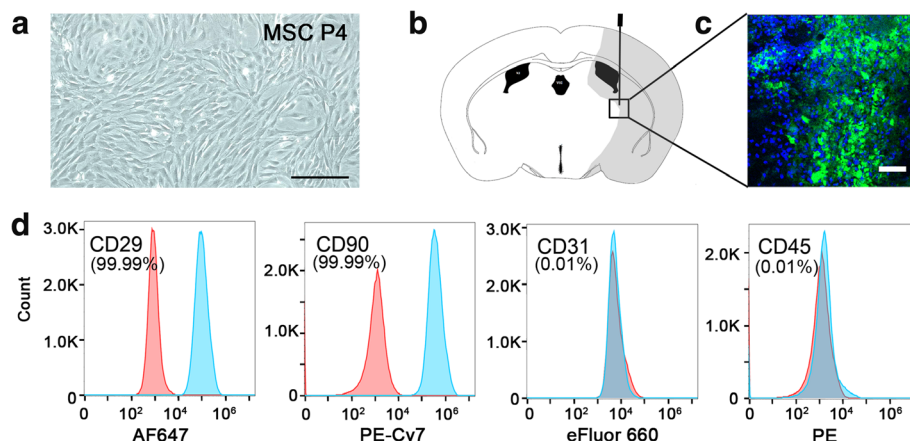 a
MSC P4
b
c
d
Count
3.0K
2.0K
1.0K
0
CD29
(99.99%)
0 10² 10⁴ 10⁶
AF647
3.0K
2.0K
1.0K
0
CD90
(99.99%)
0 10² 10⁴ 10⁶
PE-Cy7
3.0K
2.0K
1.0K
0
CD31
(0.01%)
0 10² 10⁴ 10⁶
eFluor 660
2.0K
1.0K
0
CD45
(0.01%)
0 10² 10⁴ 10⁶
PE